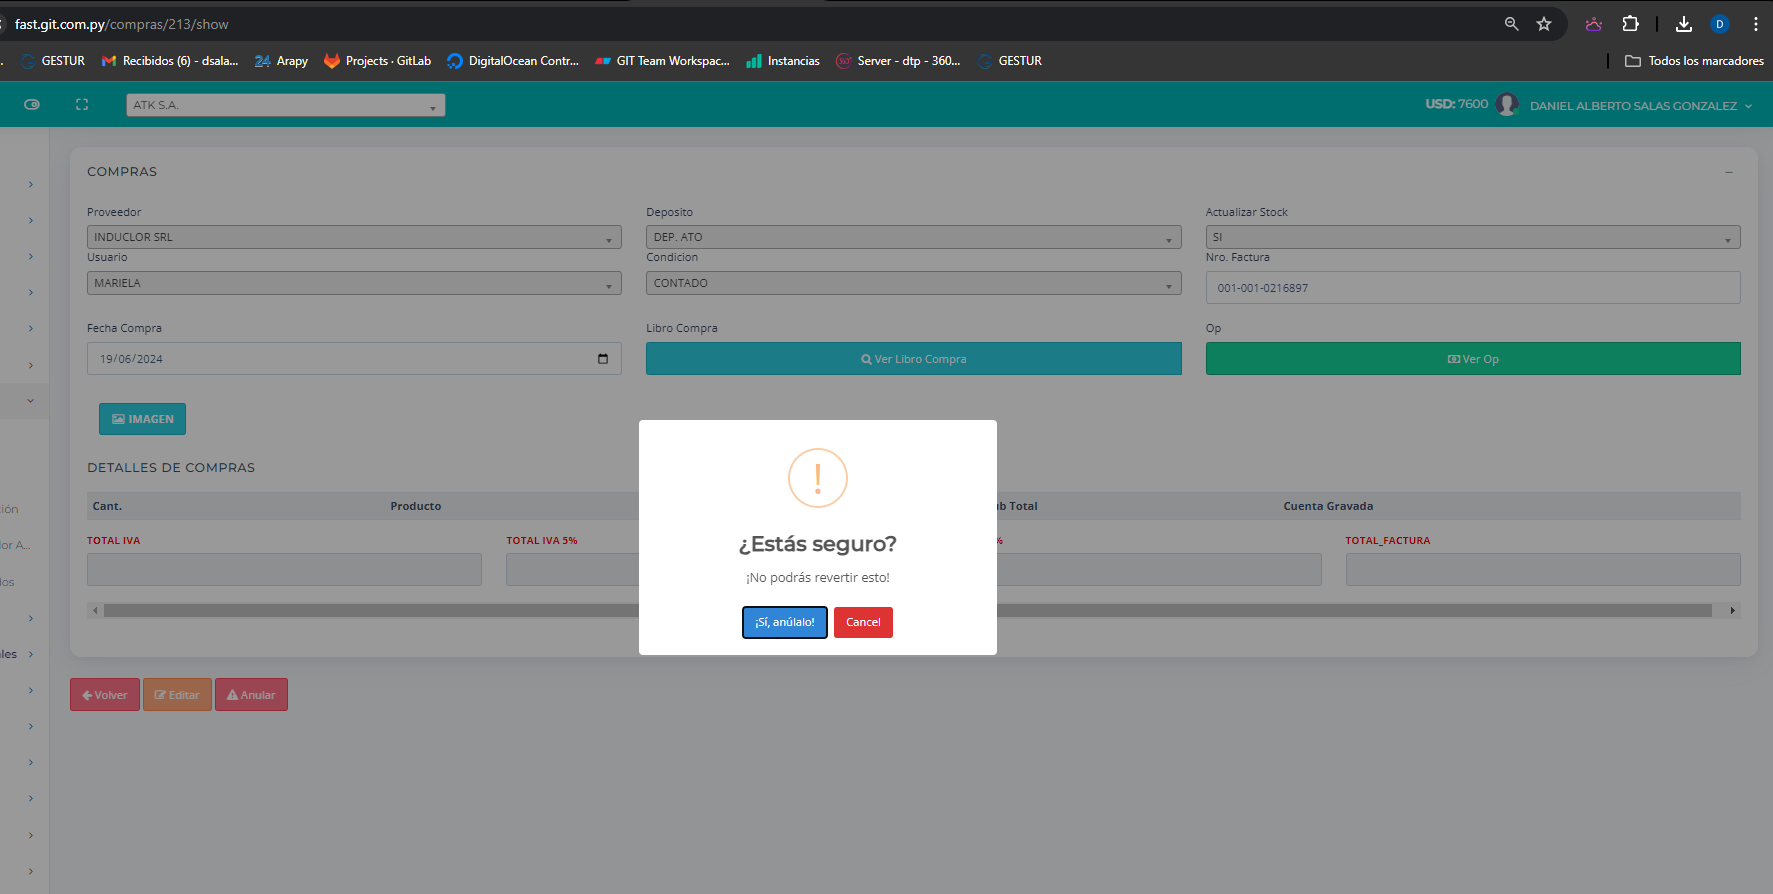 fast.git.com.py/compras/213/show
D
GESTUR
Recibidos (6) - dsala...
24 Arapy
Projects · GitLab
DigitalOcean Contr...
GIT Team Workspac...
Instancias
Server - dtp - 360...
GESTUR
Todos los marcadores
ATK S.A.
USD: 7600
DANIEL ALBERTO SALAS GONZALEZ
COMPRAS
Proveedor
Deposito
Actualizar Stock
INDUCLOR SRL
DEP. ATO
SI
Usuario
Condicion
Nro. Factura
MARIELA
CONTADO
001-001-0216897
Fecha Compra
Libro Compra
Op
19/06/2024
Ver Libro Compra
Ver Op
IMAGEN
DETALLES DE COMPRAS
Cant.
Producto
ub Total
Cuenta Gravada
TOTAL IVA
TOTAL IVA 5%
%
TOTAL_FACTURA
¿Estás seguro?
¡No podrás revertir esto!
¡Sí, anúlalo!
Cancel
ión
lor A...
dos
les
Volver
Editar
Anular